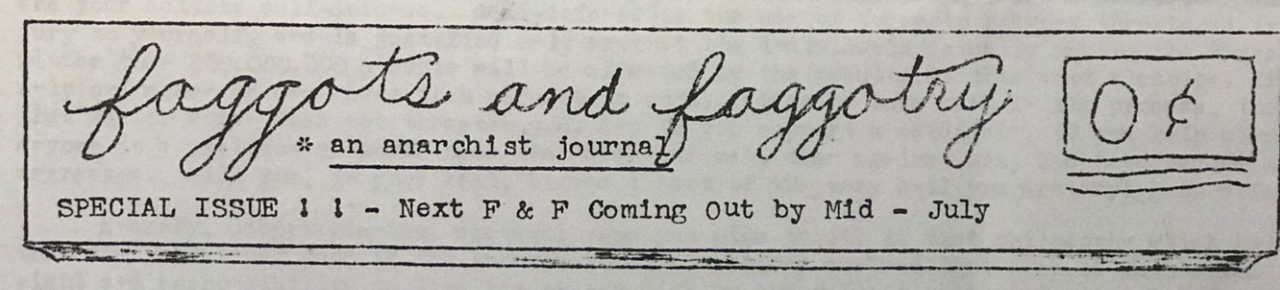 faggots and faggotry
0 ¢
* an anarchist journal
SPECIAL ISSUE ! ! - Next F & F Coming Out by Mid - July